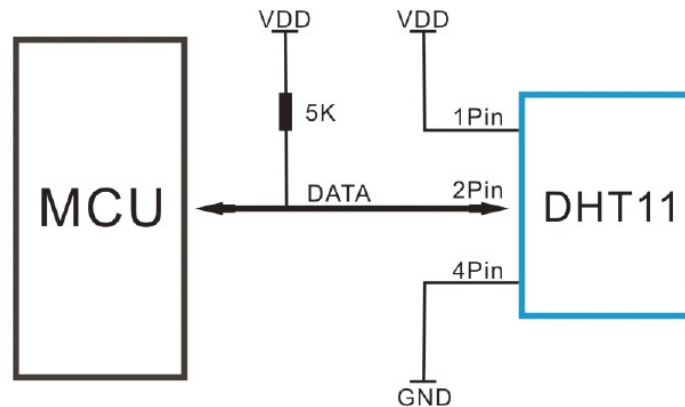 VDD
VDD
5K
1Pin
MCU
DATA
2Pin
DHT11
4Pin
GND